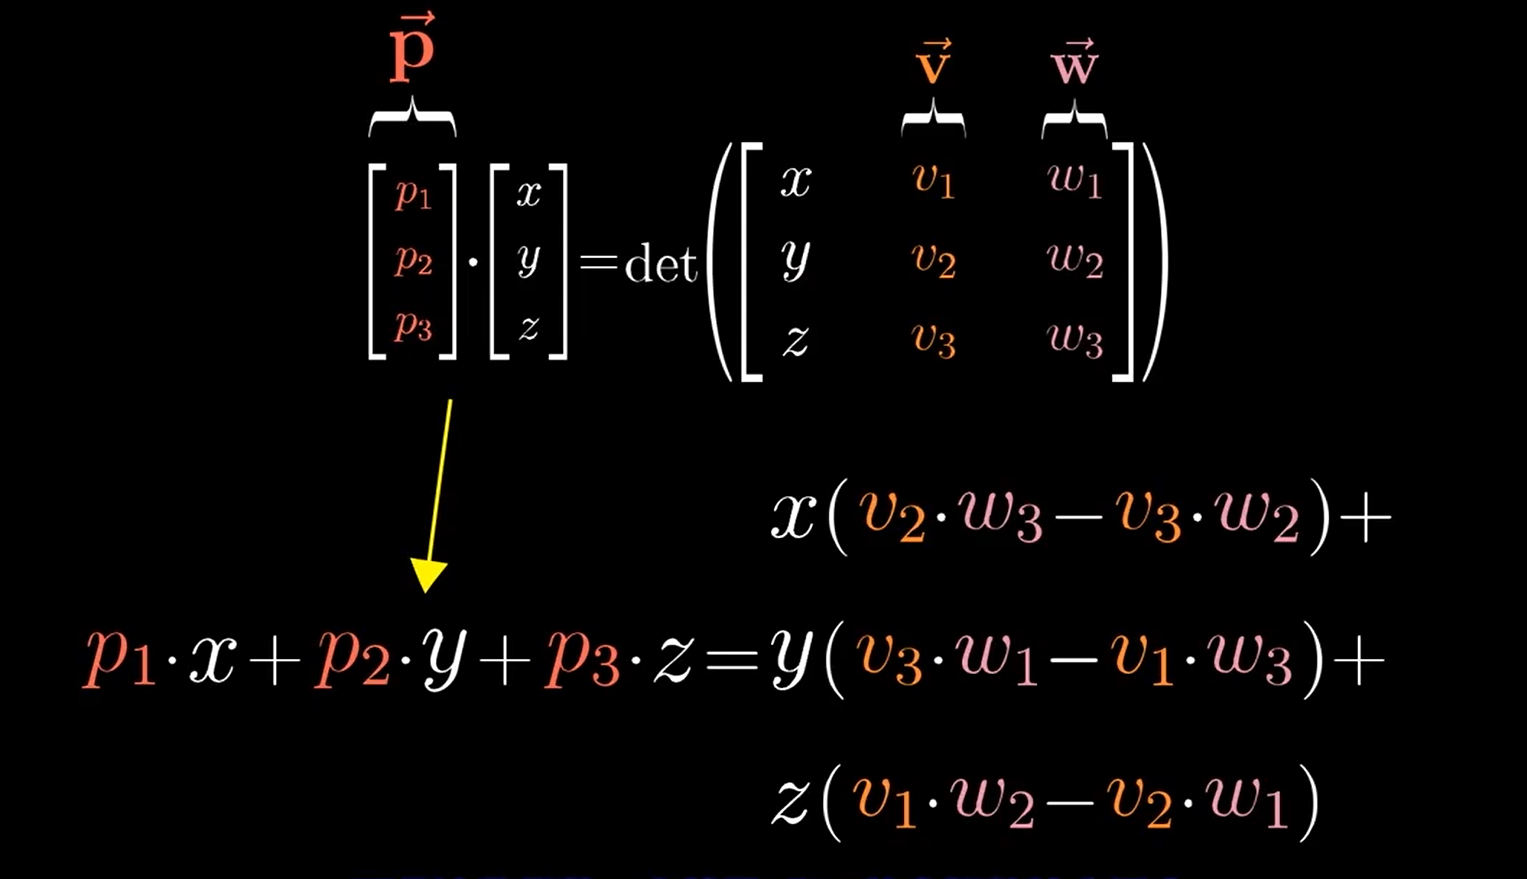 p⃗ v⃗ w⃗
[p₁ p₂ p₃] · [x y z] = det([x v₁ w₁
y v₂ w₂
z v₃ w₃])
x(v₂·w₃−v₃·w₂)+
p₁·x+p₂·y+p₃·z=y(v₃·w₁−v₁·w₃)+
z(v₁·w₂−v₂·w₁)